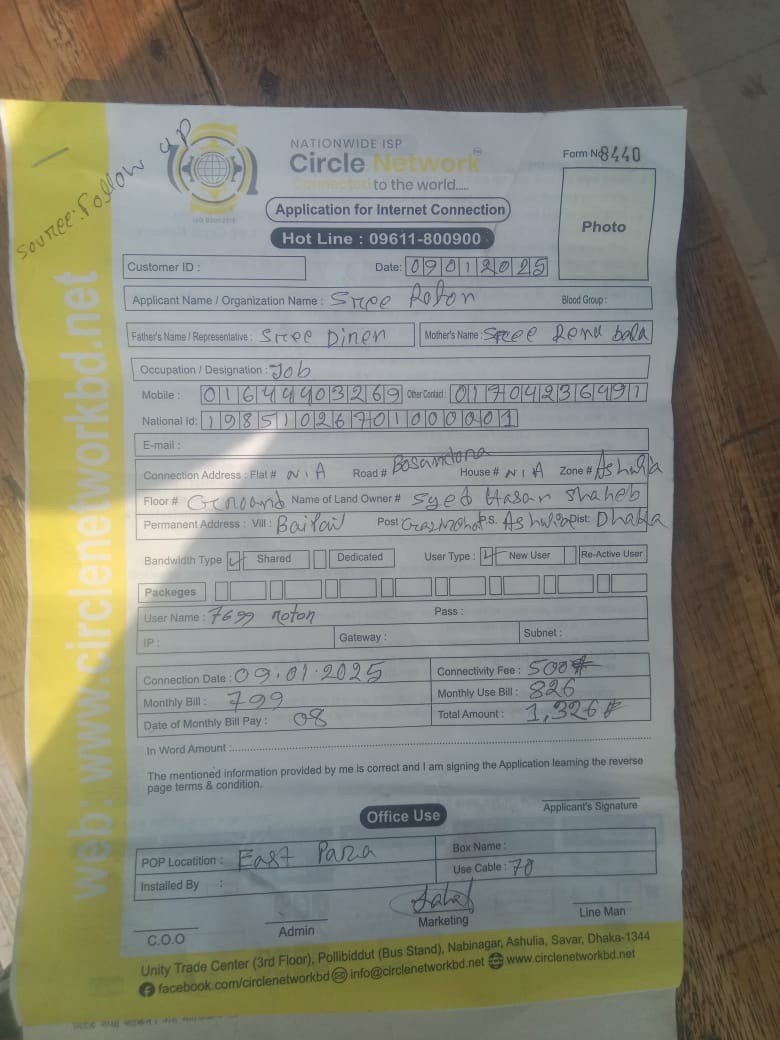 Source: Follow up
NATIONWIDE ISP
Circle Network
Connected to the world.....
Form No 8440
Application for Internet Connection
Photo
Hot Line : 09611-800900
Customer ID :
Date: 09012025
Applicant Name / Organization Name : Sree Roton Blood Group :
Father's Name / Representative : Sree Dinen Mother's Name : Sree Renu bala
Occupation / Designation : Job
Mobile : 01644903269 Other Contact : 01704236491
National Id: 19851026701000001
E-mail :
Connection Address : Flat # N.A Road # House # N.A Zone # Ashulia
Floor # Ground Name of Land Owner # Syed Hasan Shaheb
Permanent Address : Vill : Bailail Post P.S. Ashulia Dist: Dhaka
Bandwidth Type Shared Dedicated User Type : New User Re-Active User
Packeges
User Name : 7699 roton Pass :
IP : Gateway : Subnet :
Connection Date : 09.01.2025 Connectivity Fee : 500
Monthly Bill : 799 Monthly Use Bill : 826
Date of Monthly Bill Pay : 08 Total Amount : 1,326
In Word Amount :
The mentioned information provided by me is correct and I am signing the Application learning the reverse
page terms & condition.
Applicant's Signature
Office Use
POP Locatition : East Para Box Name :
Installed By : Use Cable : 70
C.O.O Admin Marketing Line Man
Unity Trade Center (3rd Floor), Pollibiddut (Bus Stand), Nabinagar, Ashulia, Savar, Dhaka-1344
facebook.com/circlenetworkbd info@circlenetworkbd.net www.circlenetworkbd.net
web: www.circlenetworkbd.net